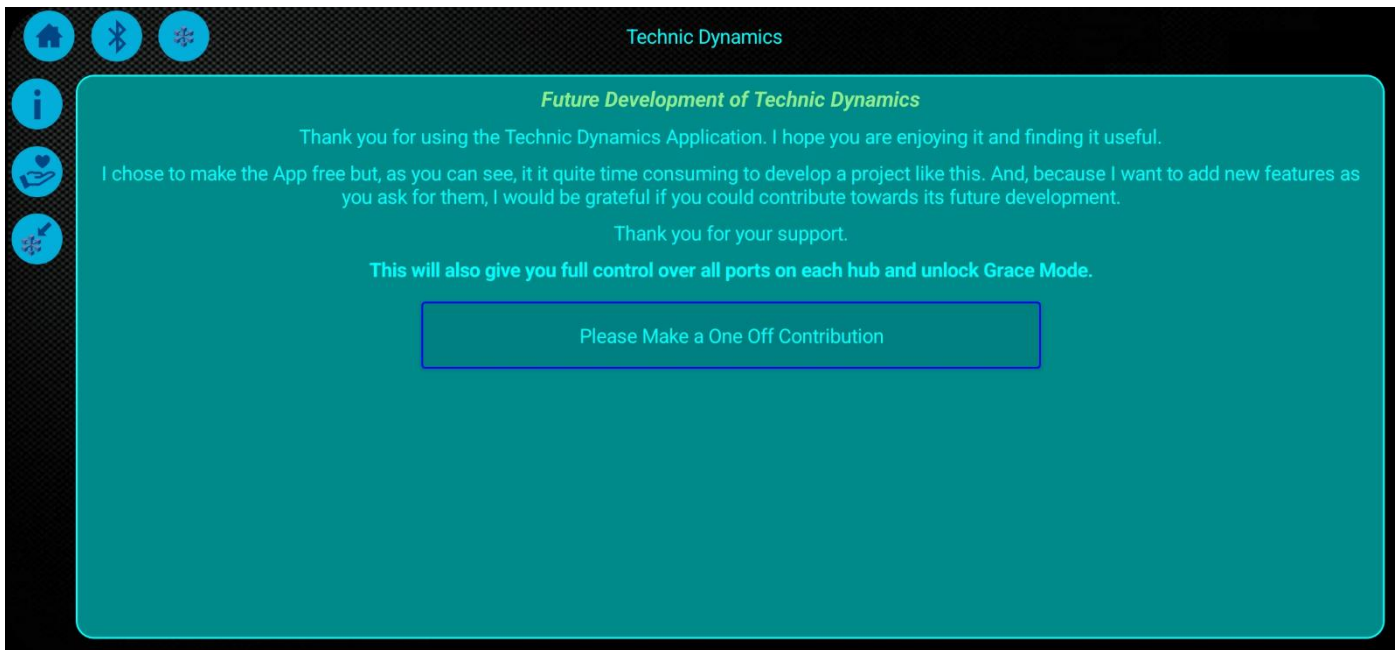 Technic Dynamics
Future Development of Technic Dynamics
Thank you for using the Technic Dynamics Application. I hope you are enjoying it and finding it useful.
I chose to make the App free but, as you can see, it it quite time consuming to develop a project like this. And, because I want to add new features as
you ask for them, I would be grateful if you could contribute towards its future development.
Thank you for your support.
This will also give you full control over all ports on each hub and unlock Grace Mode.
Please Make a One Off Contribution